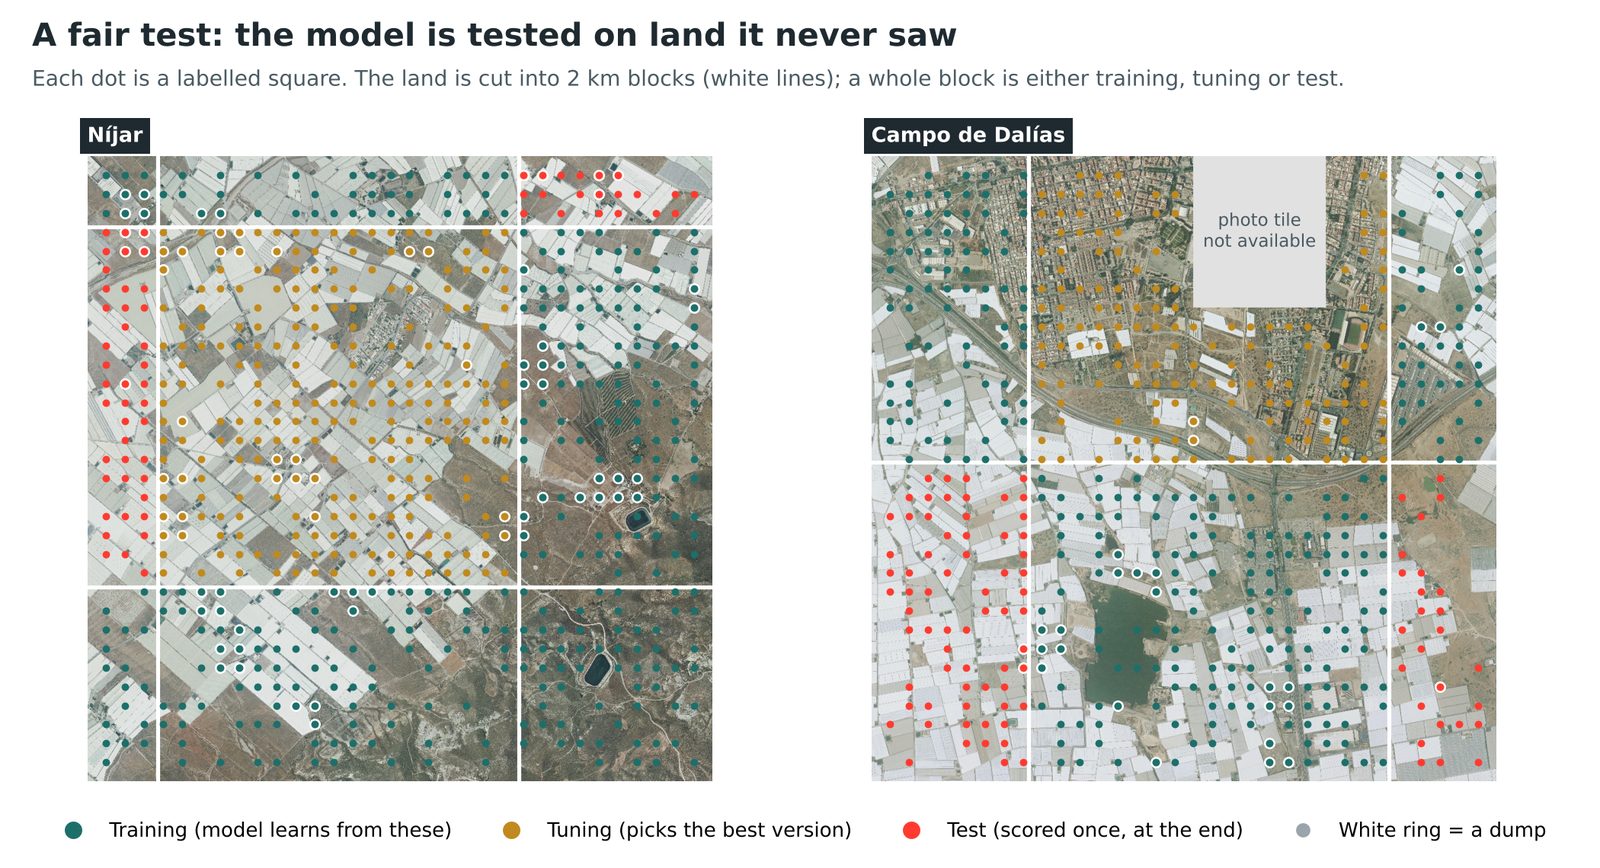 A fair test: the model is tested on land it never saw
Each dot is a labelled square. The land is cut into 2 km blocks (white lines); a whole block is either training, tuning or test.
Níjar
Campo de Dalías
photo tile
not available
Training (model learns from these)
Tuning (picks the best version)
Test (scored once, at the end)
White ring = a dump